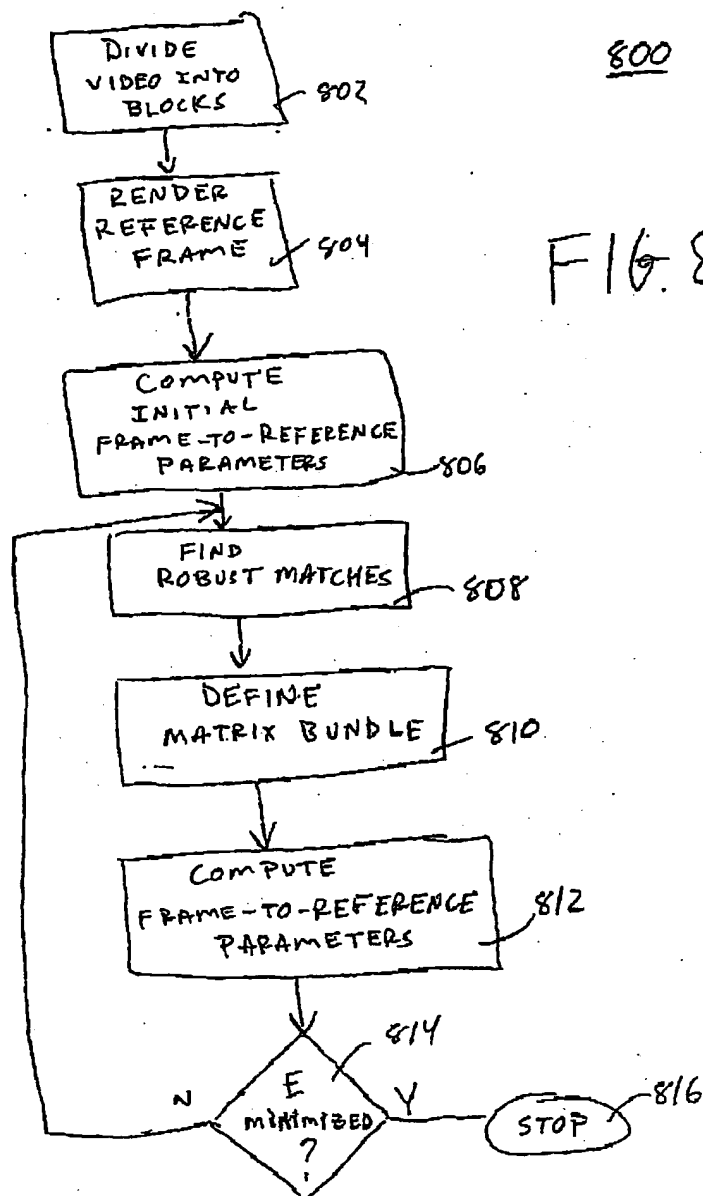 800
DIVIDE
VIDEO INTO
BLOCKS
802
RENDER
REFERENCE
FRAME
804
FIG. 8
COMPUTE
INITIAL
FRAME-TO-REFERENCE
PARAMETERS
806
FIND
ROBUST MATCHES
808
DEFINE
MATRIX BUNDLE
810
COMPUTE
FRAME-TO-REFERENCE
PARAMETERS
812
814
N
E
MINIMIZED
?
Y
STOP
816